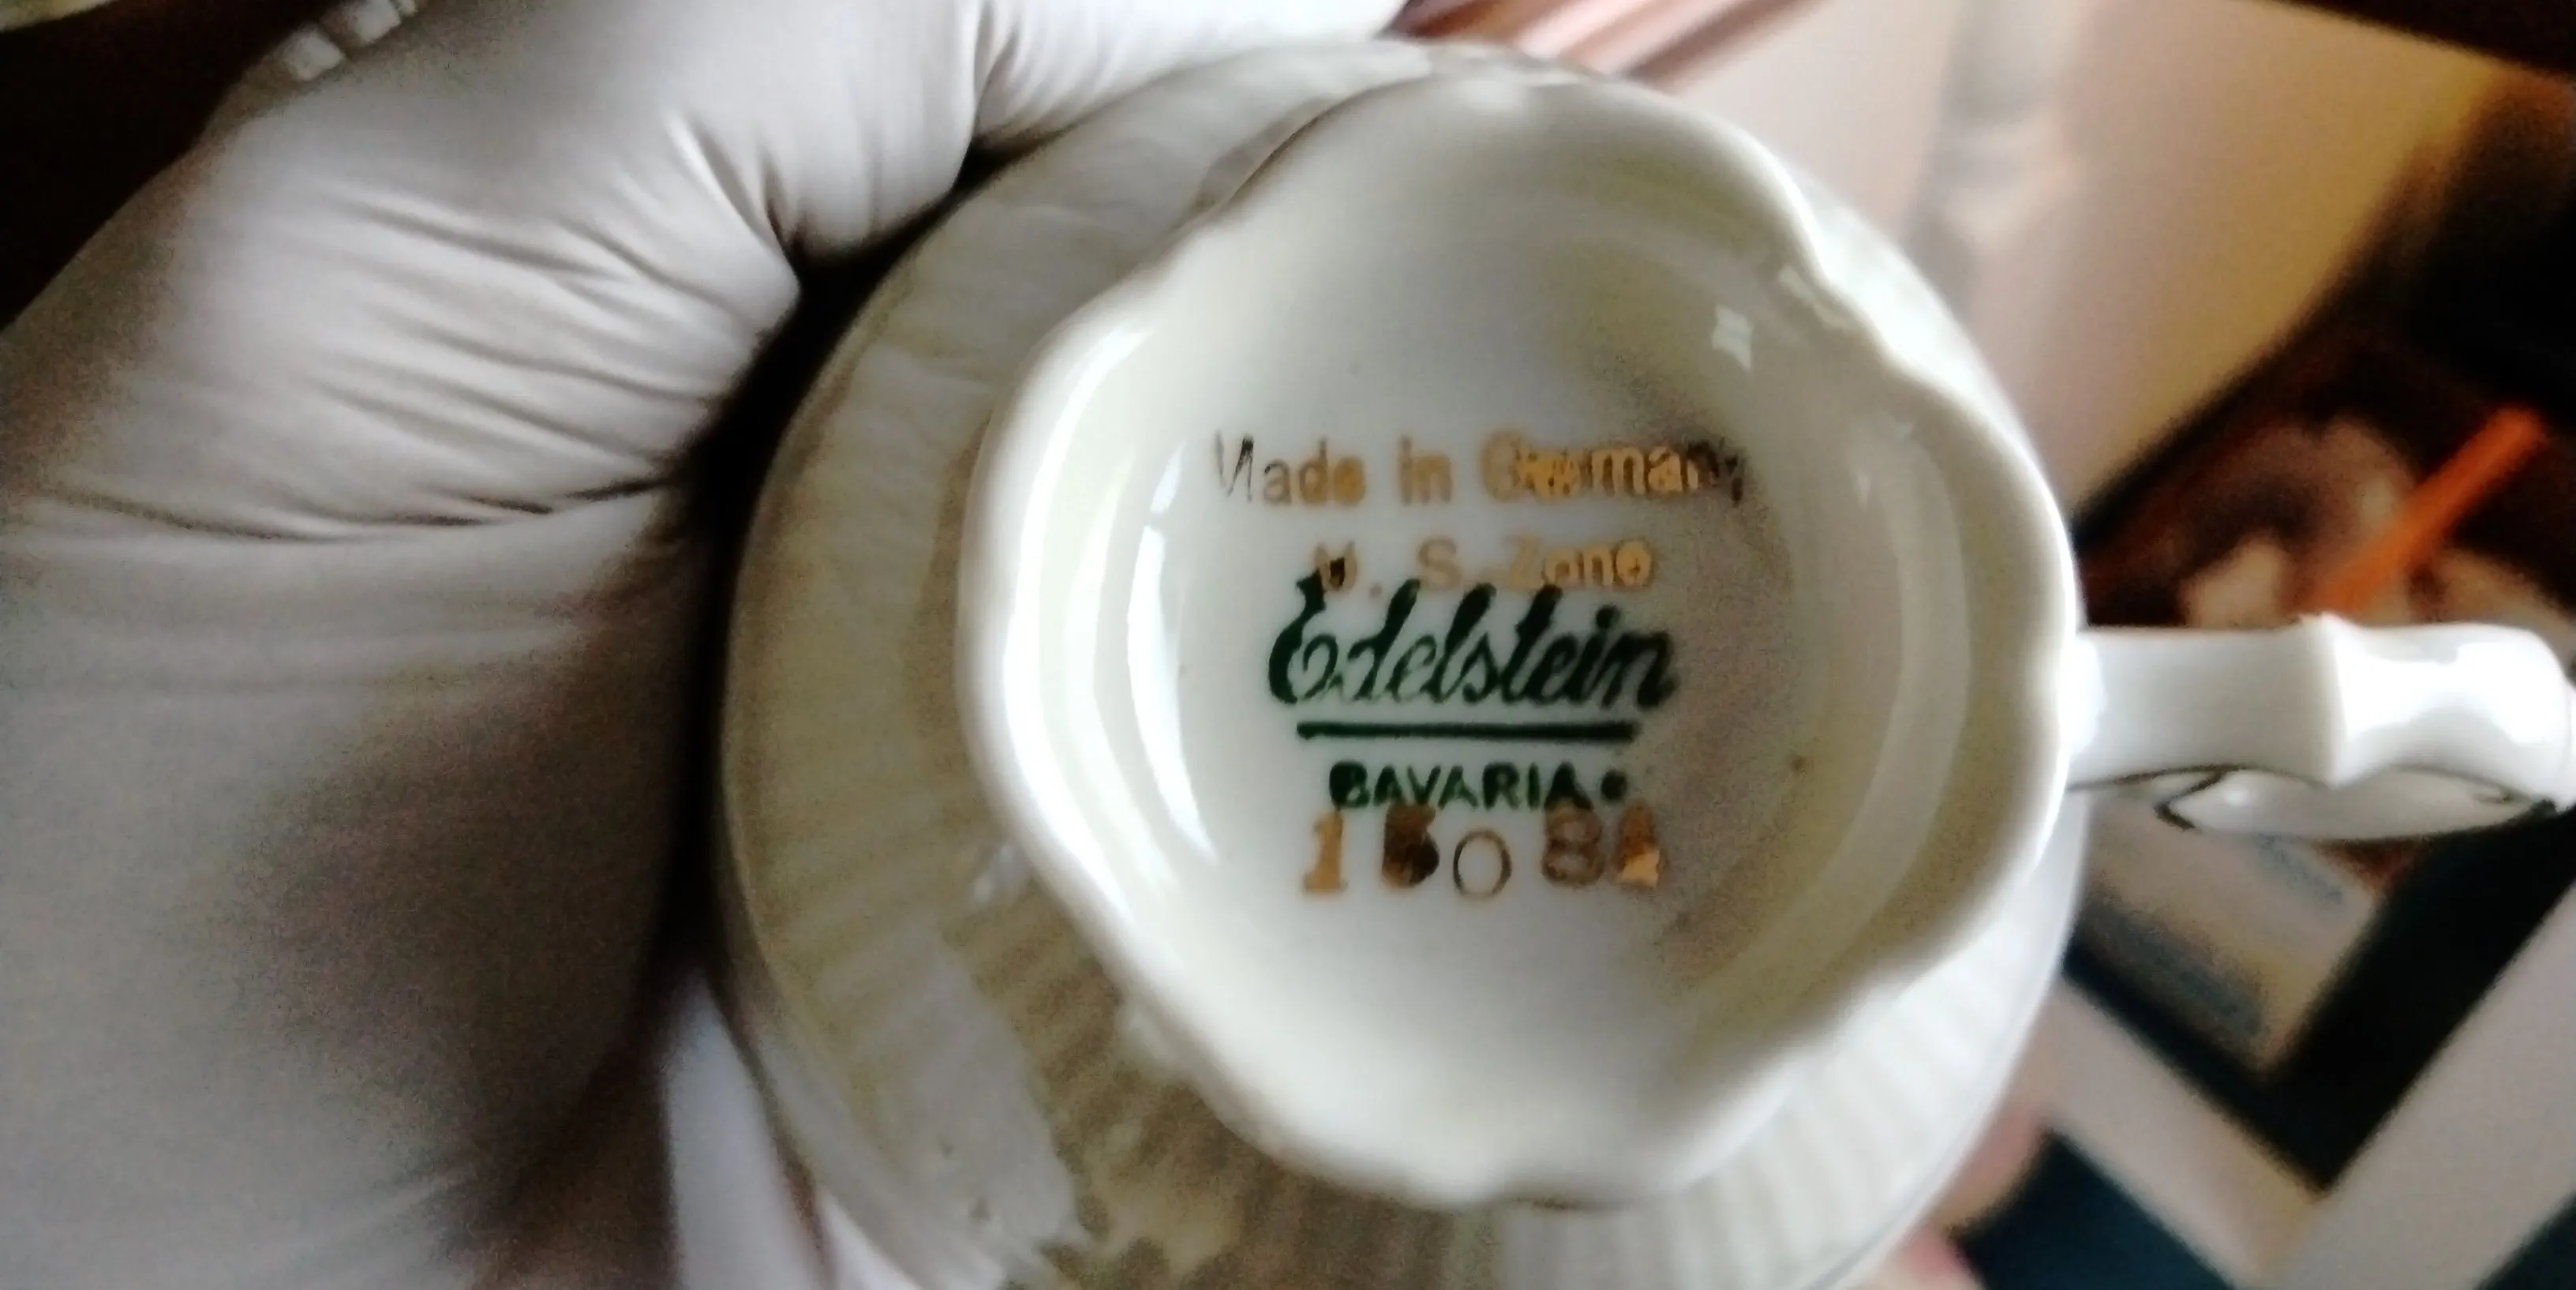 Made in Germany
U. S. Zone
Edelstein
BAVARIA